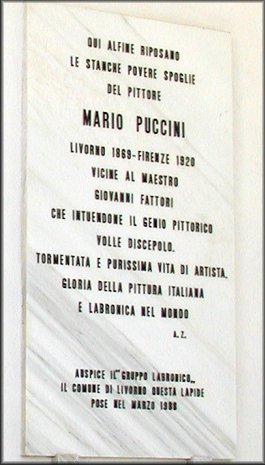 QUI ALFINE RIPOSANO
LE STANCHE POVERE SPOGLIE
DEL PITTORE
MARIO PUCCINI
LIVORNO 1869-FIRENZE 1920
VICINE AL MAESTRO
GIOVANNI FATTORI
CHE INTUENDONE IL GENIO PITTORICO
VOLLE DISCEPOLO.
TORMENTATA E PURISSIMA VITA DI ARTISTA.
GLORIA DELLA PITTURA ITALIANA
E LABRONICA NEL MONDO
A. Z.
AUSPICE IL "GRUPPO LABRONICO„
IL COMUNE DI LIVORNO QUESTA LAPIDE
POSE NEL MARZO 1988